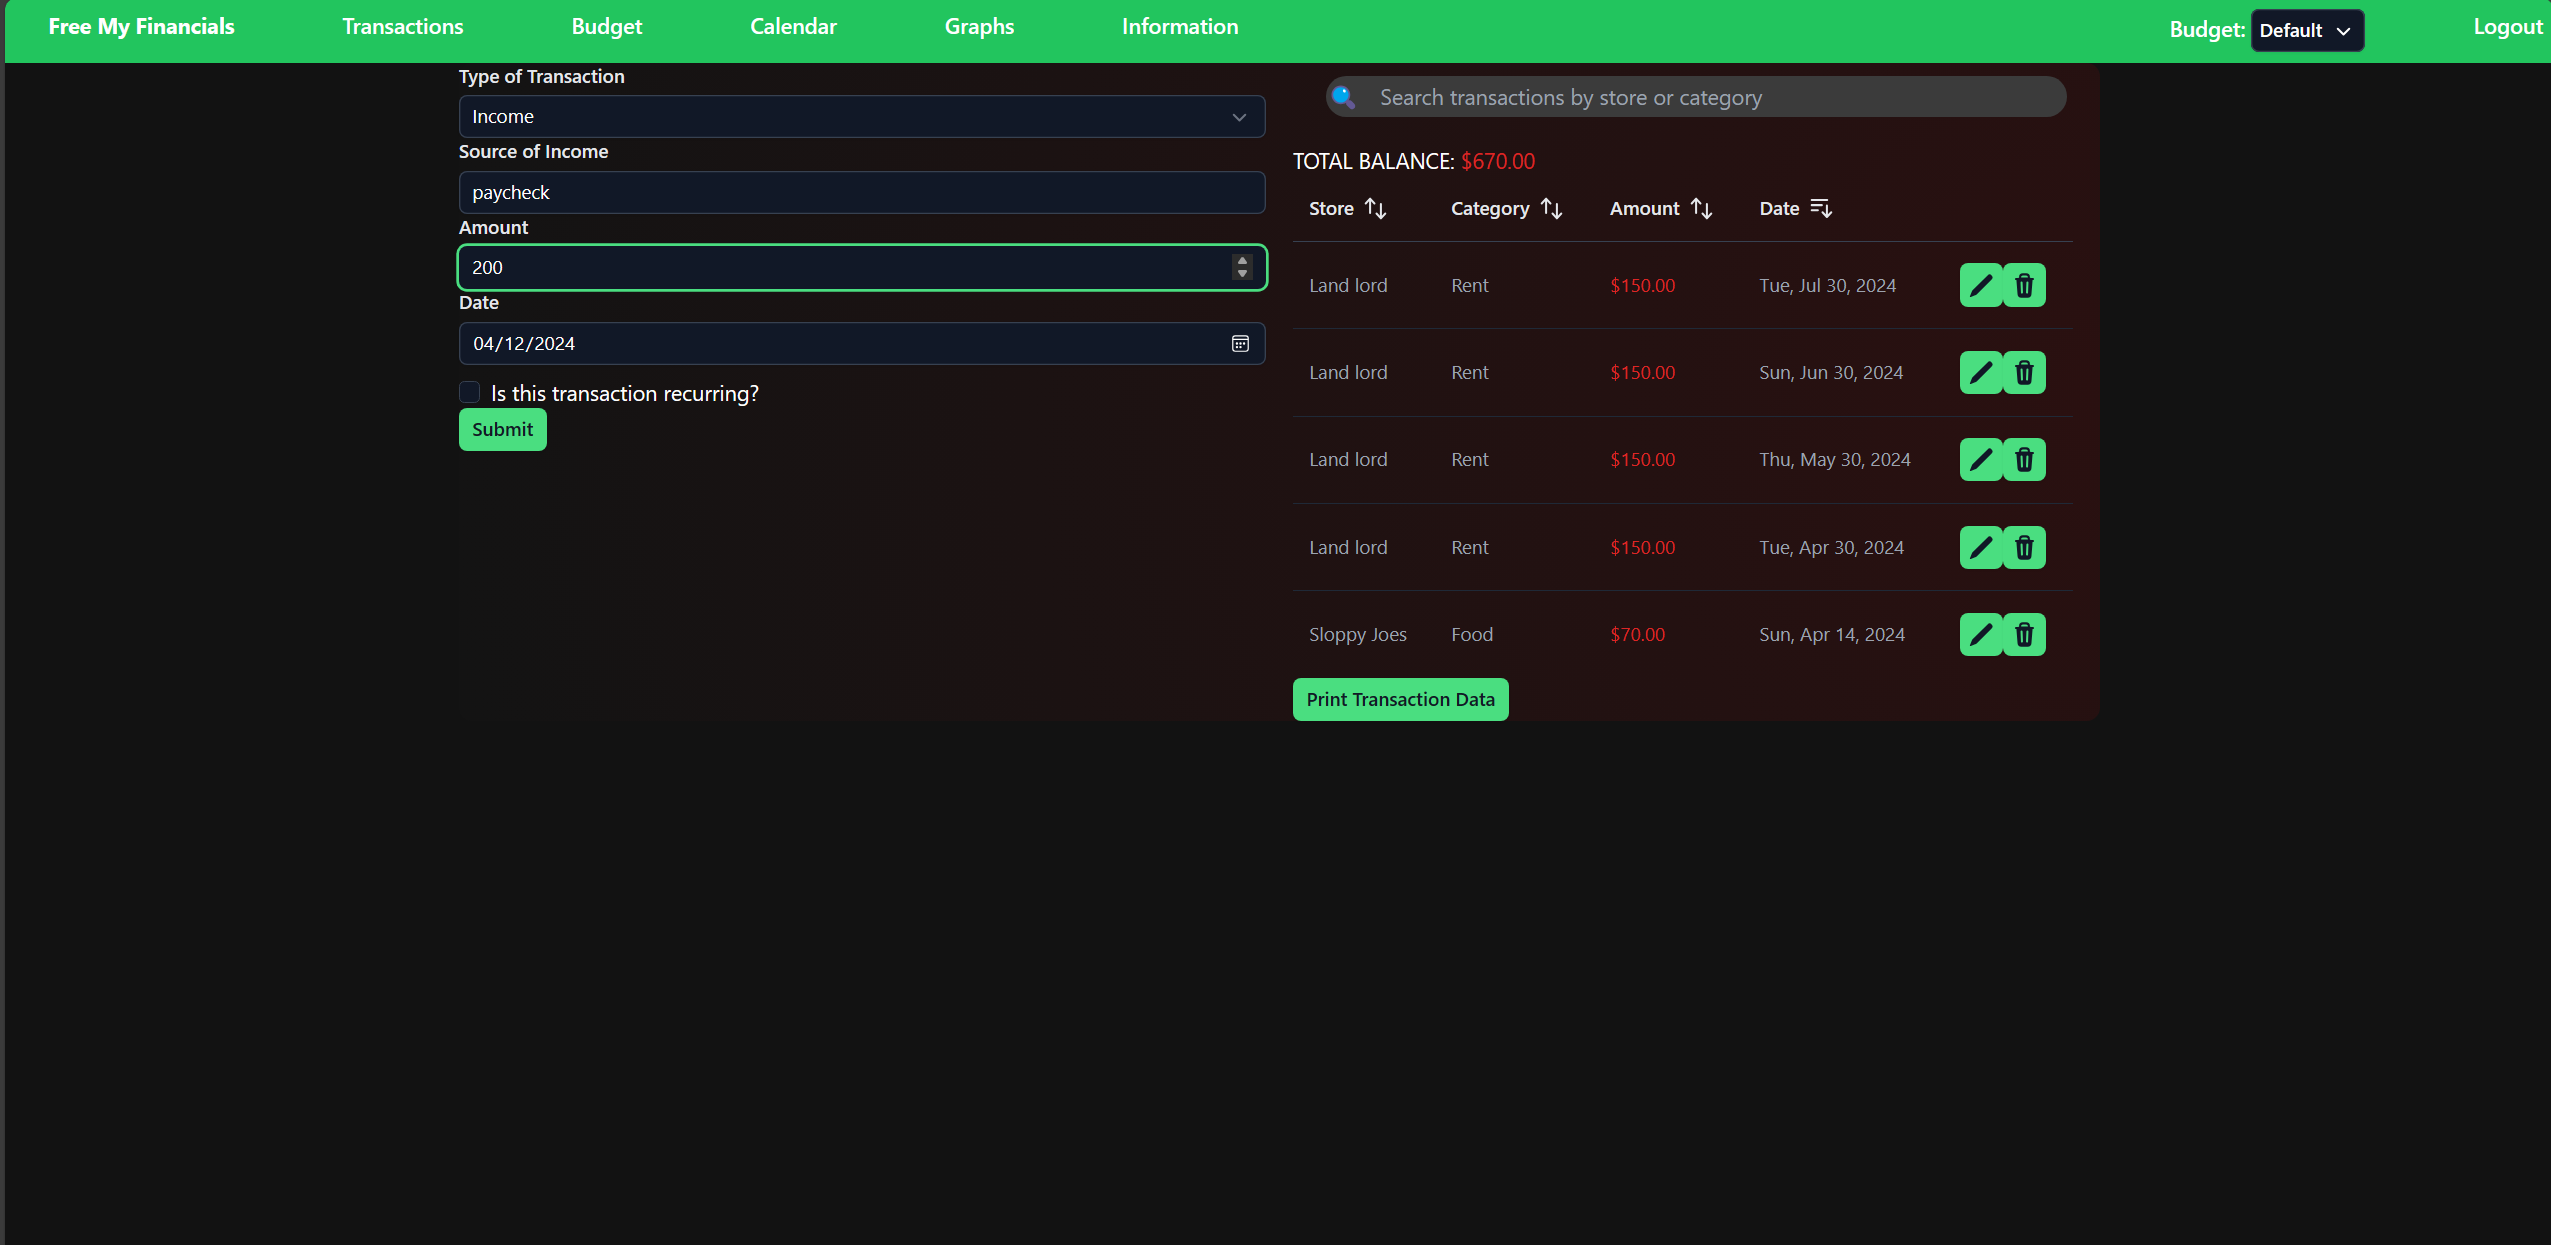 Free My Financials Transactions Budget Calendar Graphs Information Budget: Default Logout
Type of Transaction
Income
Source of Income
paycheck
Amount
200
Date
04/12/2024
Is this transaction recurring?
Submit
Search transactions by store or category
TOTAL BALANCE: $670.00
Store Category Amount Date
Land lord Rent $150.00 Tue, Jul 30, 2024
Land lord Rent $150.00 Sun, Jun 30, 2024
Land lord Rent $150.00 Thu, May 30, 2024
Land lord Rent $150.00 Tue, Apr 30, 2024
Sloppy Joes Food $70.00 Sun, Apr 14, 2024
Print Transaction Data